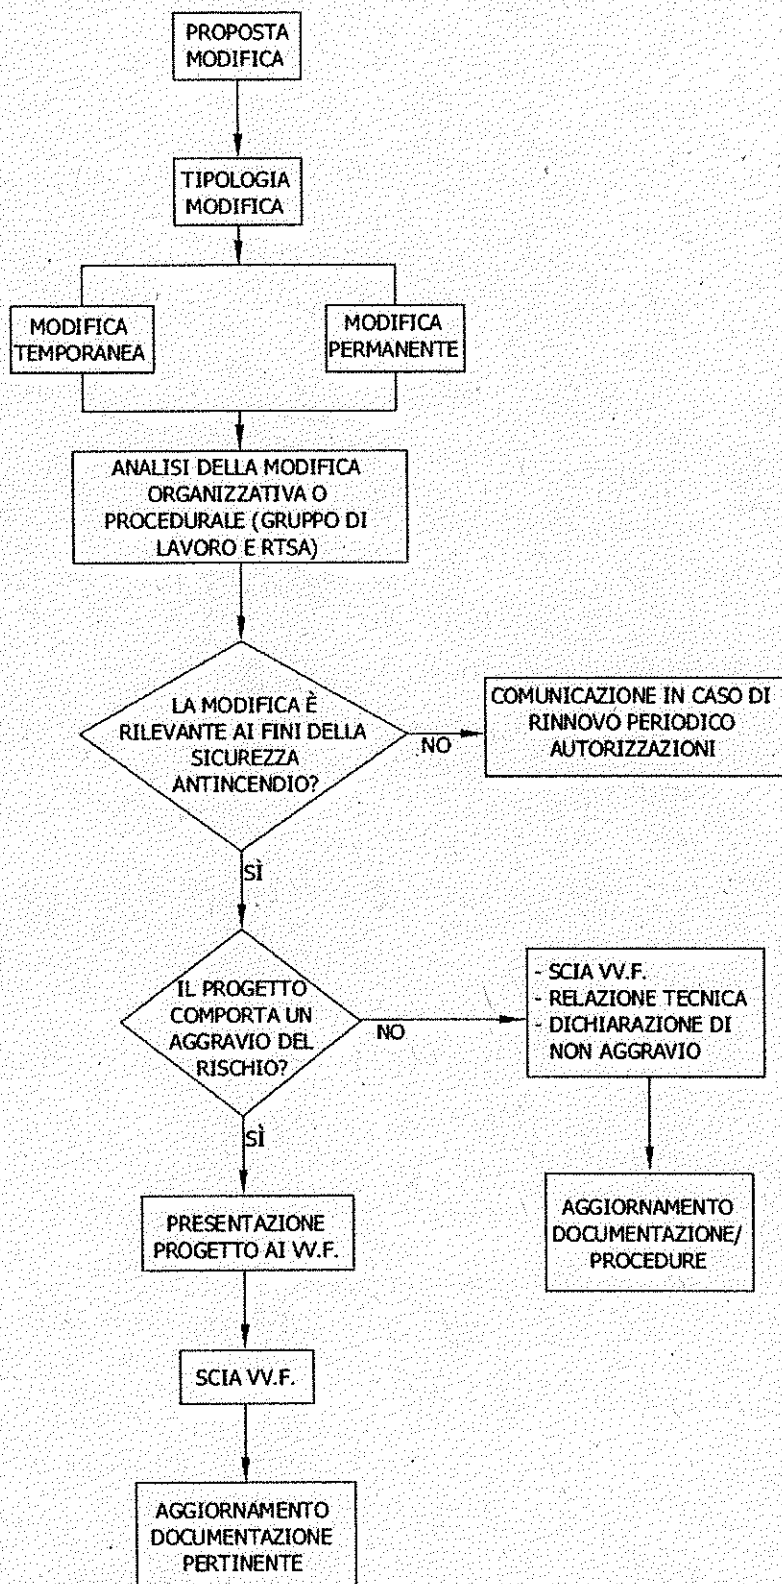 PROPOSTA
MODIFICA
TIPOLOGIA
MODIFICA
MODIFICA
TEMPORANEA
MODIFICA
PERMANENTE
ANALISI DELLA MODIFICA
ORGANIZZATIVA O
PROCEDURALE (GRUPPO DI
LAVORO E RTSA)
LA MODIFICA È
RILEVANTE AI FINI DELLA
SICUREZZA
ANTINCENDIO?
NO
COMUNICAZIONE IN CASO DI
RINNOVO PERIODICO
AUTORIZZAZIONI
SÌ
IL PROGETTO
COMPORTA UN
AGGRAVIO DEL
RISCHIO?
NO
- SCIA VV.F.
- RELAZIONE TECNICA
- DICHIARAZIONE DI
NON AGGRAVIO
SÌ
AGGIORNAMENTO
DOCUMENTAZIONE/
PROCEDURE
PRESENTAZIONE
PROGETTO AI VV.F.
SCIA VV.F.
AGGIORNAMENTO
DOCUMENTAZIONE
PERTINENTE